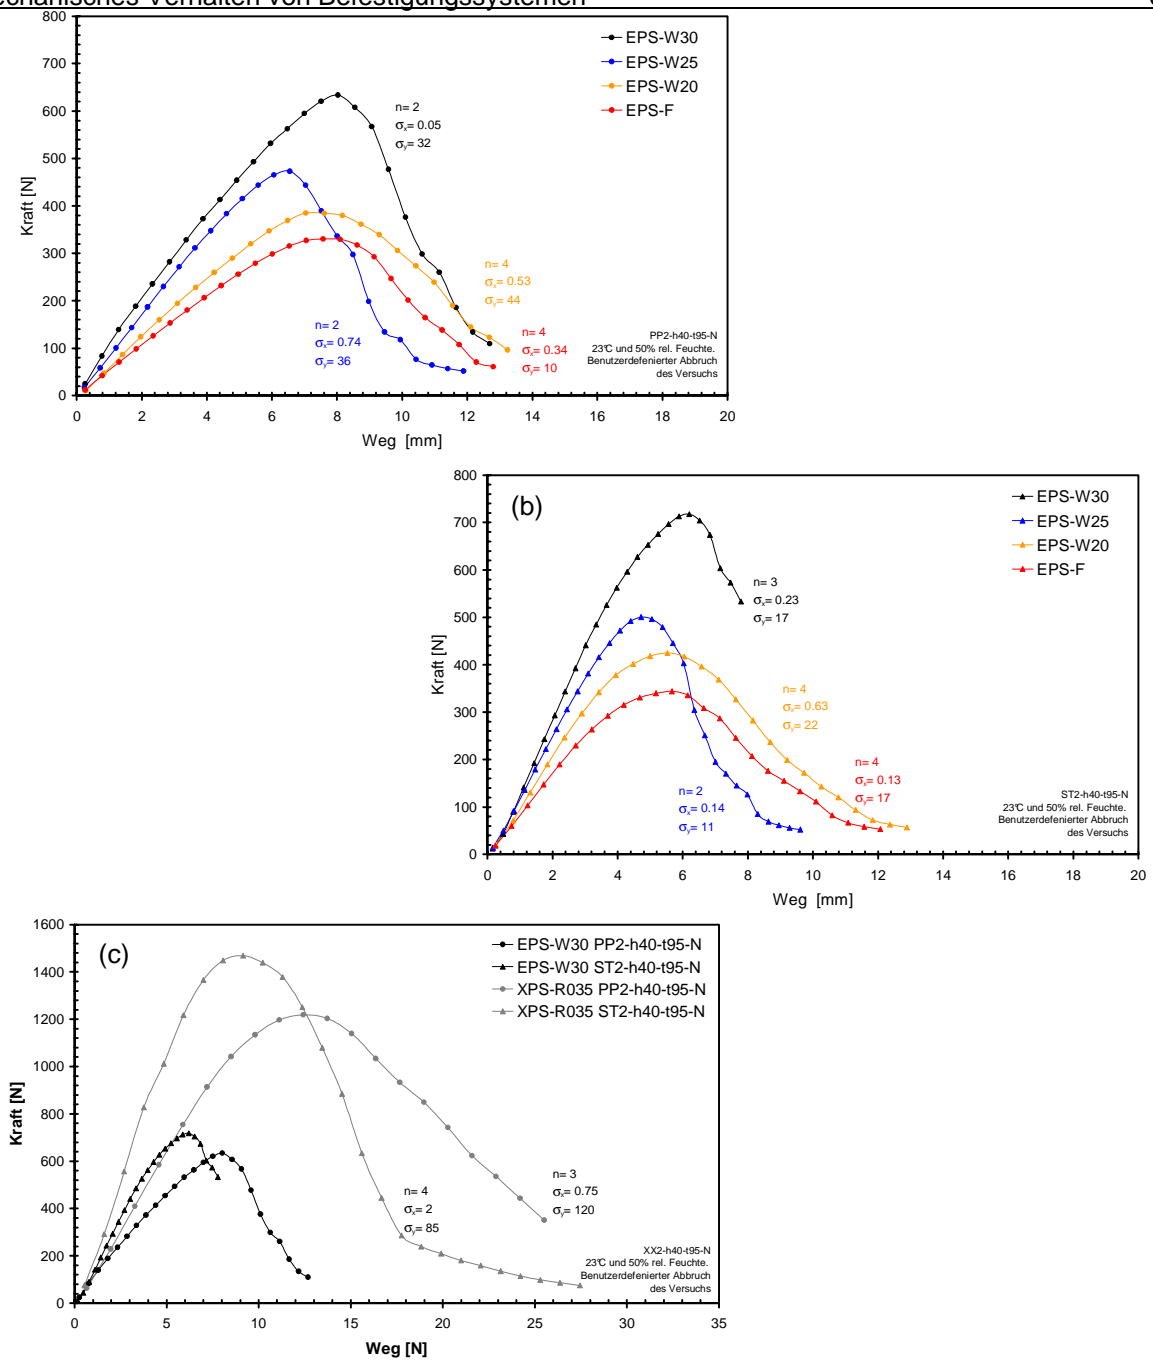 echanisches Verhalten von Befestigungssystemen
800
700
600
500
400
300
200
100
0
Kraft [N]
0 2 4 6 8 10 12 14 16 18 20
Weg [mm]
EPS-W30
EPS-W25
EPS-W20
EPS-F
n= 2
σx= 0.05
σy= 32
n= 4
σx= 0.53
σy= 44
n= 2
σx= 0.74
σy= 36
n= 4
σx= 0.34
σy= 10
PP2-h40-t95-N
23°C und 50% rel. Feuchte.
Benutzerdefenierter Abbruch
des Versuchs
(b)
800
700
600
500
400
300
200
100
0
Kraft [N]
0 2 4 6 8 10 12 14 16 18 20
Weg [mm]
EPS-W30
EPS-W25
EPS-W20
EPS-F
n= 3
σx= 0.23
σy= 17
n= 4
σx= 0.63
σy= 22
n= 4
σx= 0.13
σy= 17
n= 2
σx= 0.14
σy= 11
ST2-h40-t95-N
23°C und 50% rel. Feuchte.
Benutzerdefenierter Abbruch
des Versuchs
(c)
1600
1400
1200
1000
800
600
400
200
0
Kraft [N]
0 5 10 15 20 25 30 35
Weg [N]
EPS-W30 PP2-h40-t95-N
EPS-W30 ST2-h40-t95-N
XPS-R035 PP2-h40-t95-N
XPS-R035 ST2-h40-t95-N
n= 3
σx= 0.75
σy= 120
n= 4
σx= 2
σy= 85
XX2-h40-t95-N
23°C und 50% rel. Feuchte.
Benutzerdefenierter Abbruch
des Versuchs